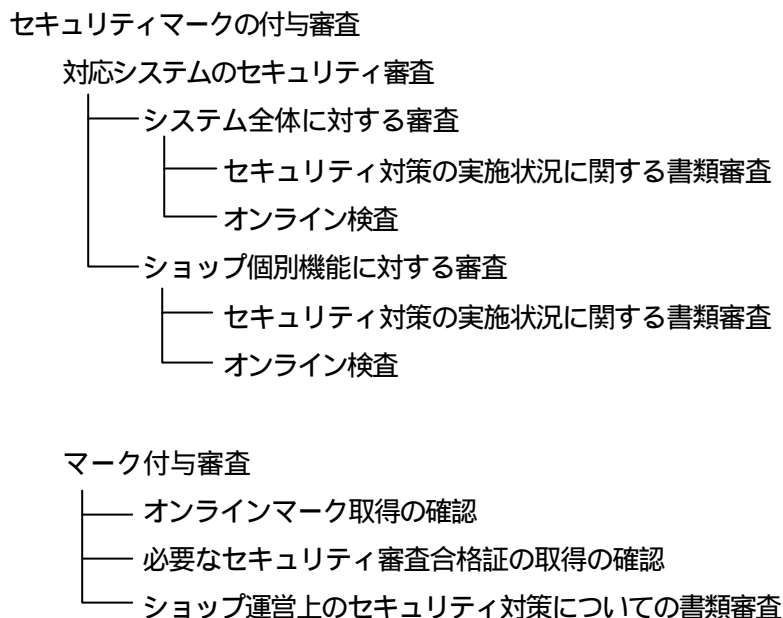 セキュリティマークの付与審査
対応システムのセキュリティ審査
システム全体に対する審査
セキュリティ対策の実施状況に関する書類審査
オンライン検査
ショップ個別機能に対する審査
セキュリティ対策の実施状況に関する書類審査
オンライン検査
マーク付与審査
オンラインマーク取得の確認
必要なセキュリティ審査合格証の取得の確認
ショップ運営上のセキュリティ対策についての書類審査